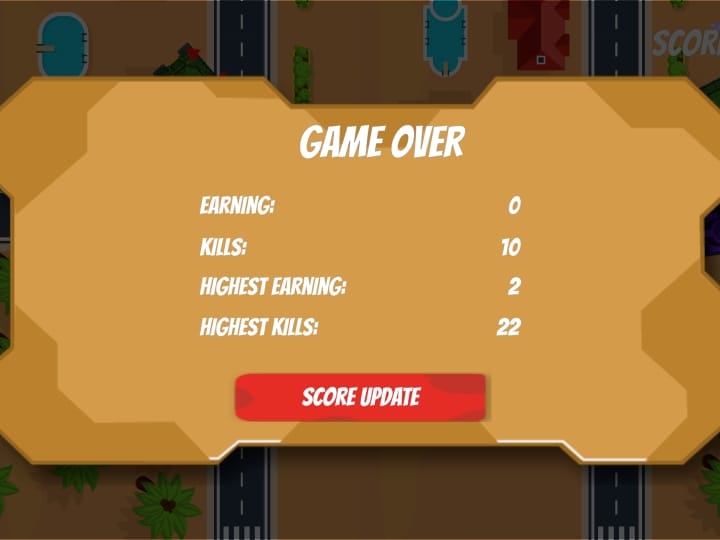 GAME OVER
EARNING: 0
KILLS: 10
HIGHEST EARNING: 2
HIGHEST KILLS: 22
SCORE UPDATE